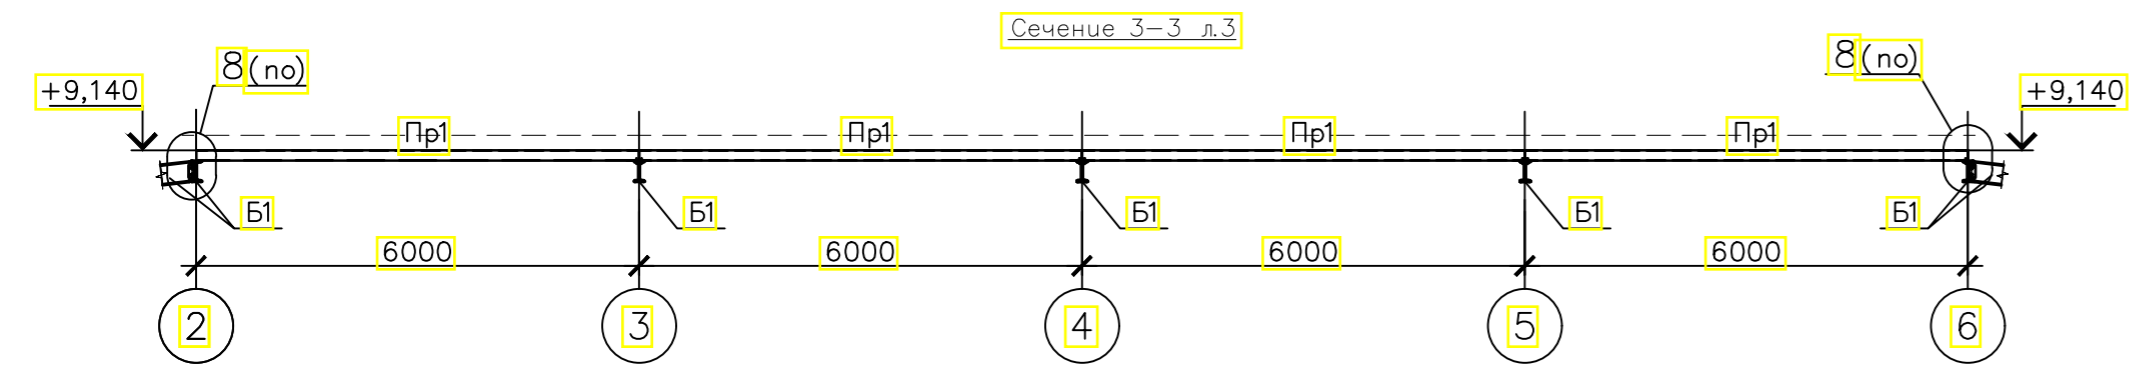 Сечение 3-3 л.3
8 (по) 8 (по)
+9,140 +9,140
Пр1 Пр1 Пр1 Пр1
Б1 Б1 Б1 Б1 Б1
6000 6000 6000 6000
2 3 4 5 6